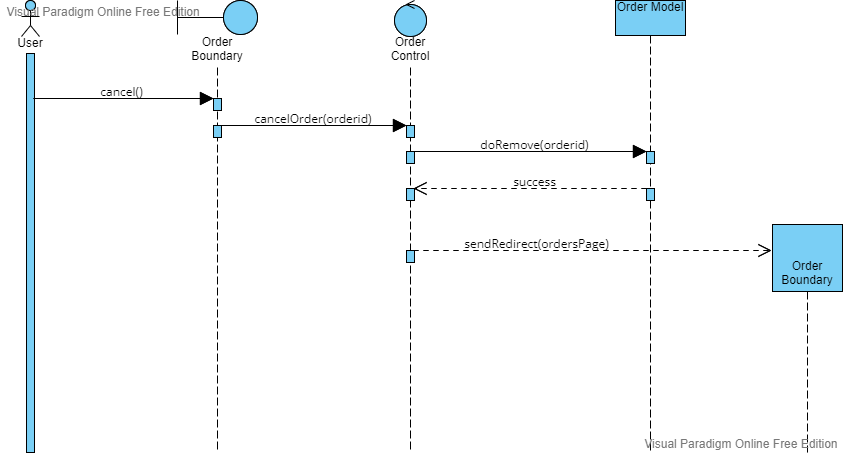 Visual Paradigm Online Free Edition
User
Order
Boundary
Order
Control
Order Model
cancel()
cancelOrder(orderid)
doRemove(orderid)
success
sendRedirect(ordersPage)
Order
Boundary
Visual Paradigm Online Free Edition